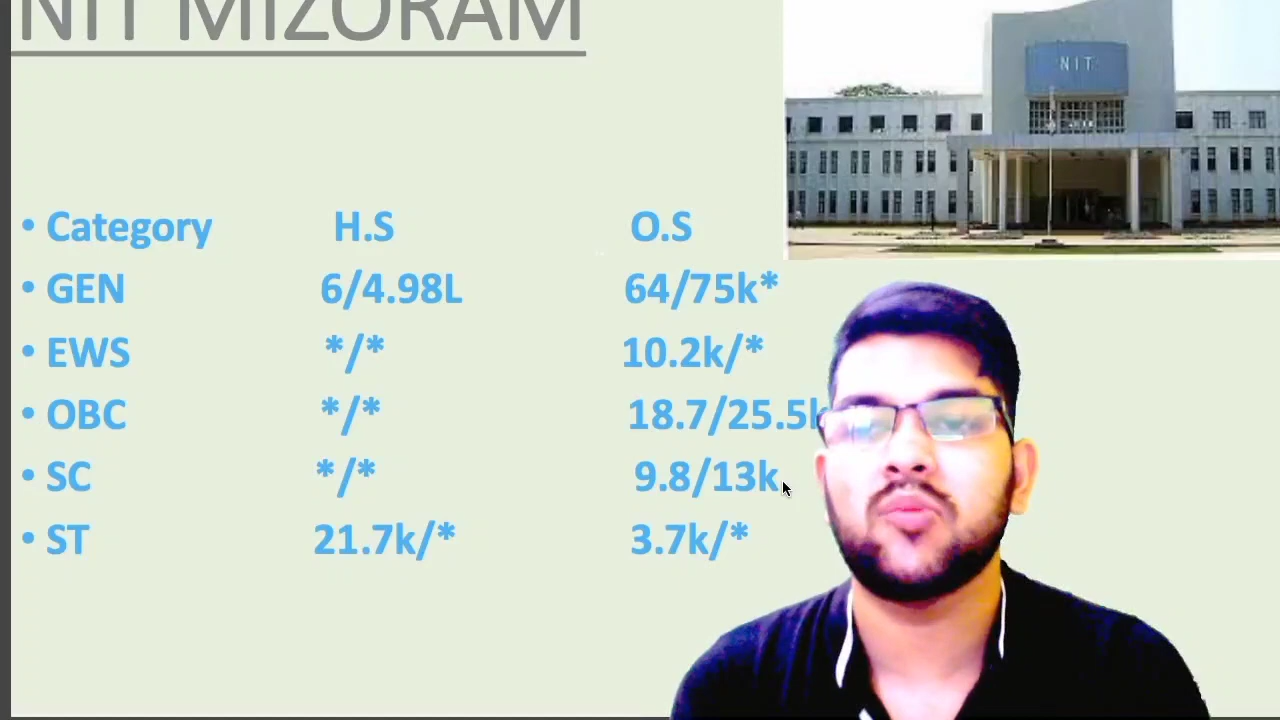 NIT MIZORAM
NIT
• Category H.S O.S
• GEN 6/4.98L 64/75k*
• EWS */* 10.2k/*
• OBC */* 18.7/25.5k
• SC */* 9.8/13k
• ST 21.7k/* 3.7k/*